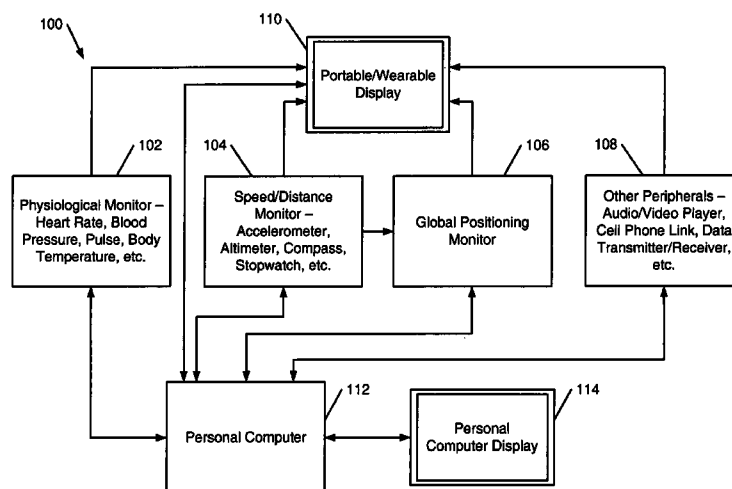 100
110
Portable/Wearable
Display
102
Physiological Monitor –
Heart Rate, Blood
Pressure, Pulse, Body
Temperature, etc.
104
Speed/Distance
Monitor –
Accelerometer,
Altimeter, Compass,
Stopwatch, etc.
106
Global Positioning
Monitor
108
Other Peripherals –
Audio/Video Player,
Cell Phone Link, Data
Transmitter/Receiver,
etc.
112
Personal Computer
114
Personal
Computer Display